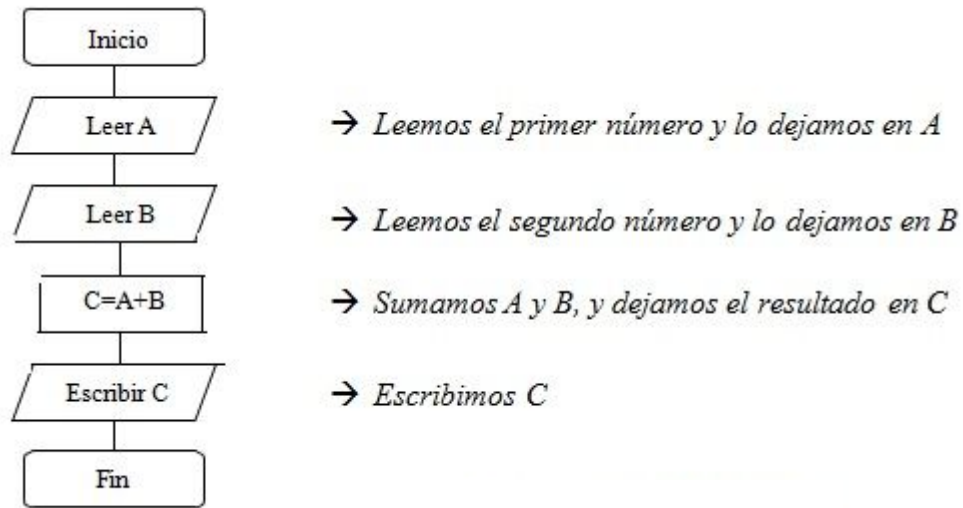 Inicio
Leer A
→ Leemos el primer número y lo dejamos en A
Leer B
→ Leemos el segundo número y lo dejamos en B
C=A+B
→ Sumamos A y B, y dejamos el resultado en C
Escribir C
→ Escribimos C
Fin